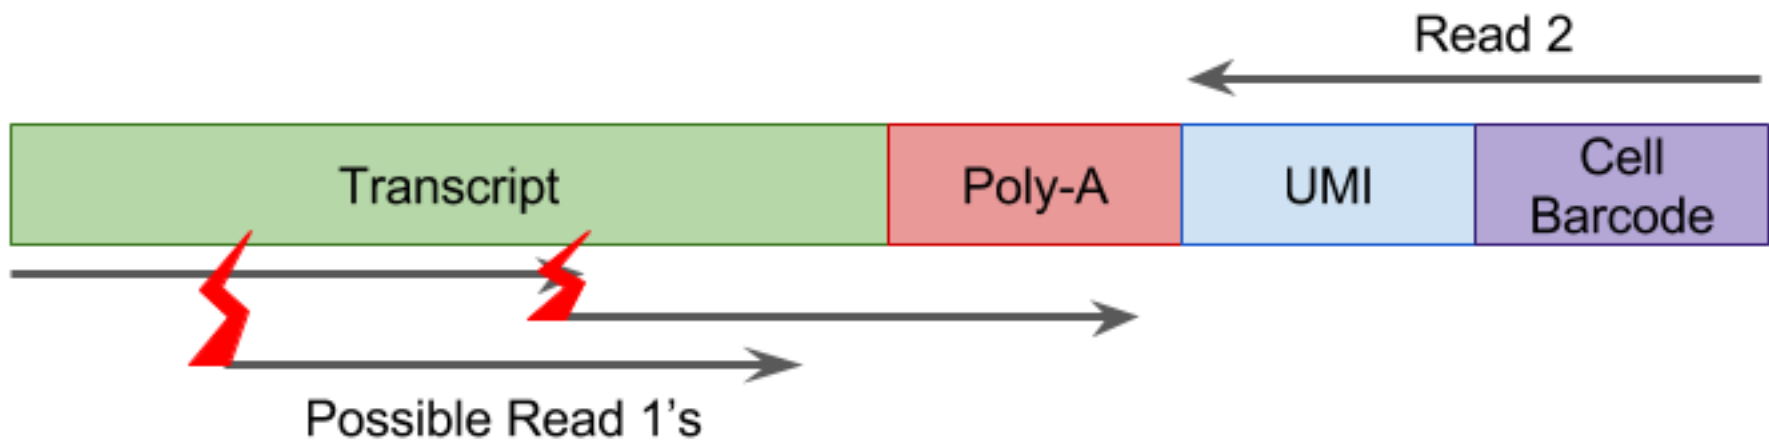 Read 2
Transcript
Poly-A
UMI
Cell
Barcode
Possible Read 1’s